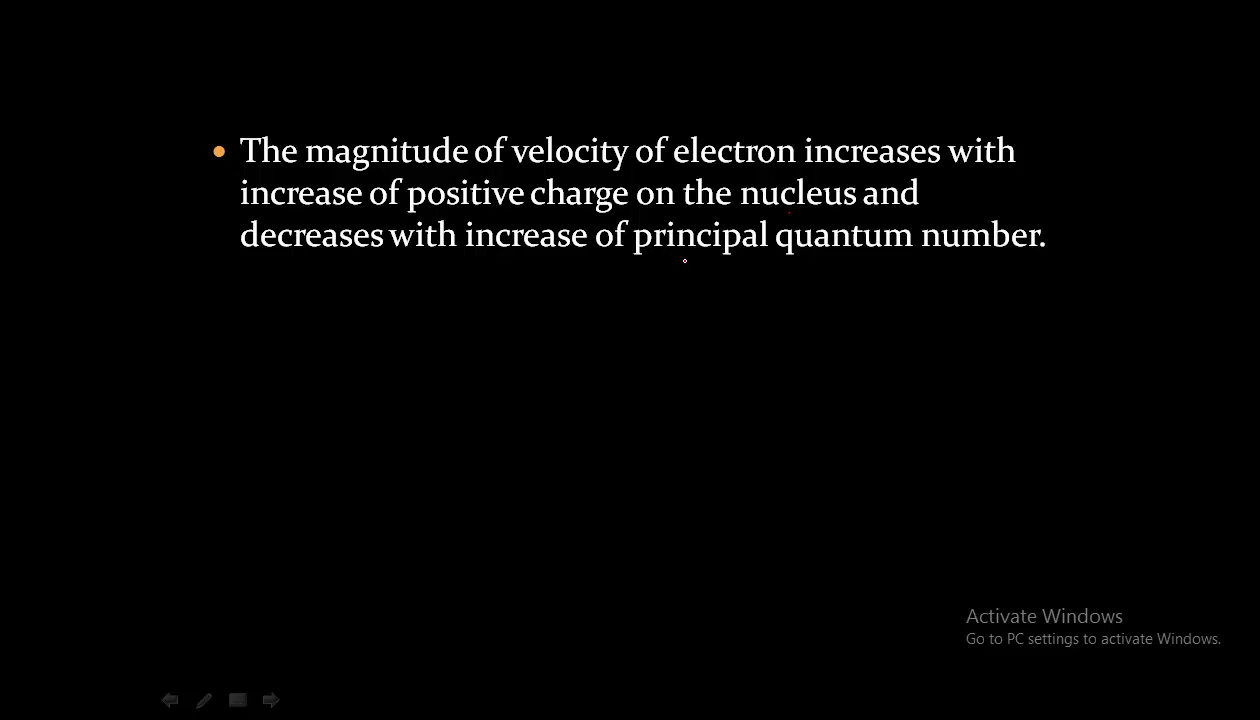 • The magnitude of velocity of electron increases with
increase of positive charge on the nucleus and
decreases with increase of principal quantum number.
Activate Windows
Go to PC settings to activate Windows.